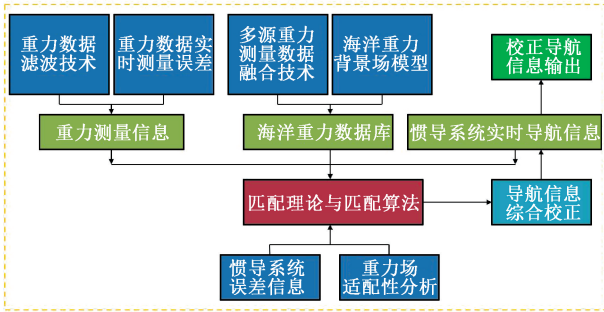 重力数据
滤波技术
重力数据实
时测量误差
多源重力
测量数据
融合技术
海洋重力
背景场模型
校正导航
信息输出
重力测量信息
海洋重力数据库
惯导系统实时导航信息
匹配理论与匹配算法
导航信息
综合校正
惯导系统
误差信息
重力场
适配性分析